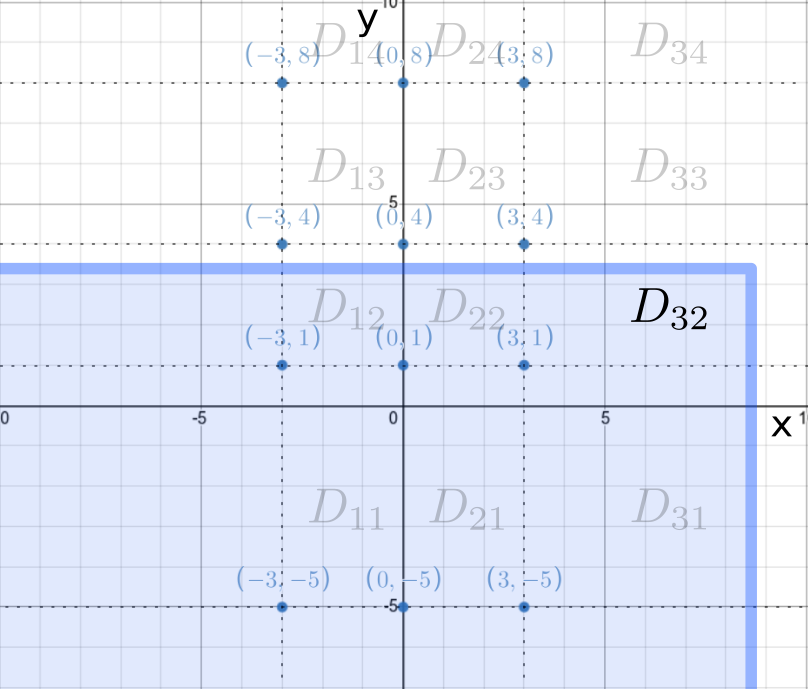 10
y
D₁₄ D₂₄ D₃₄
(−3, 8) (0, 8) (3, 8)
D₁₃ D₂₃ D₃₃
5
(−3, 4) (0, 4) (3, 4)
D₁₂ D₂₂ D₃₂
(−3, 1) (0, 1) (3, 1)
0 -5 0 5 1
x
D₁₁ D₂₁ D₃₁
(−3, −5) (0, −5) (3, −5)
-5